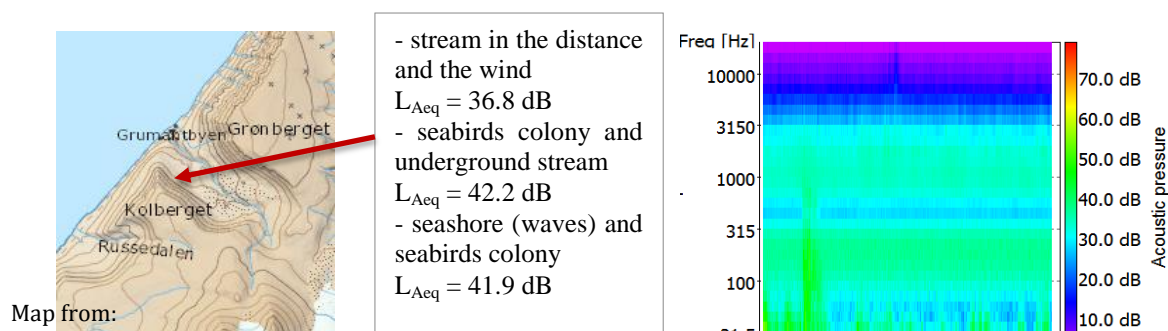 Grumantbyen
Grønberget
Kolberget
Russedalen
Map from:
- stream in the distance
and the wind
LAeq = 36.8 dB
- seabirds colony and
underground stream
LAeq = 42.2 dB
- seashore (waves) and
seabirds colony
LAeq = 41.9 dB
Freq [Hz]
10000
3150
1000
315
100
70.0 dB
60.0 dB
50.0 dB
40.0 dB
30.0 dB
20.0 dB
10.0 dB
Acoustic pressure